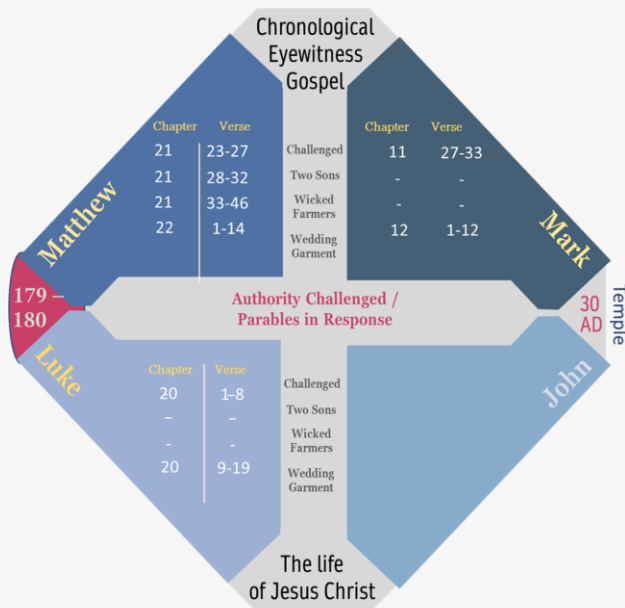 Chronological
Eyewitness
Gospel
Matthew
Chapter Verse
21 23-27
21 28-32
21 33-46
22 1-14
Challenged
Two Sons
Wicked
Farmers
Wedding
Garment
Mark
Chapter Verse
11 27-33
- -
- -
12 1-12
179 –
180
Authority Challenged /
Parables in Response
30
AD
Temple
Luke
Chapter Verse
20 1–8
– –
- -
20 9-19
Challenged
Two Sons
Wicked
Farmers
Wedding
Garment
John
The life
of Jesus Christ